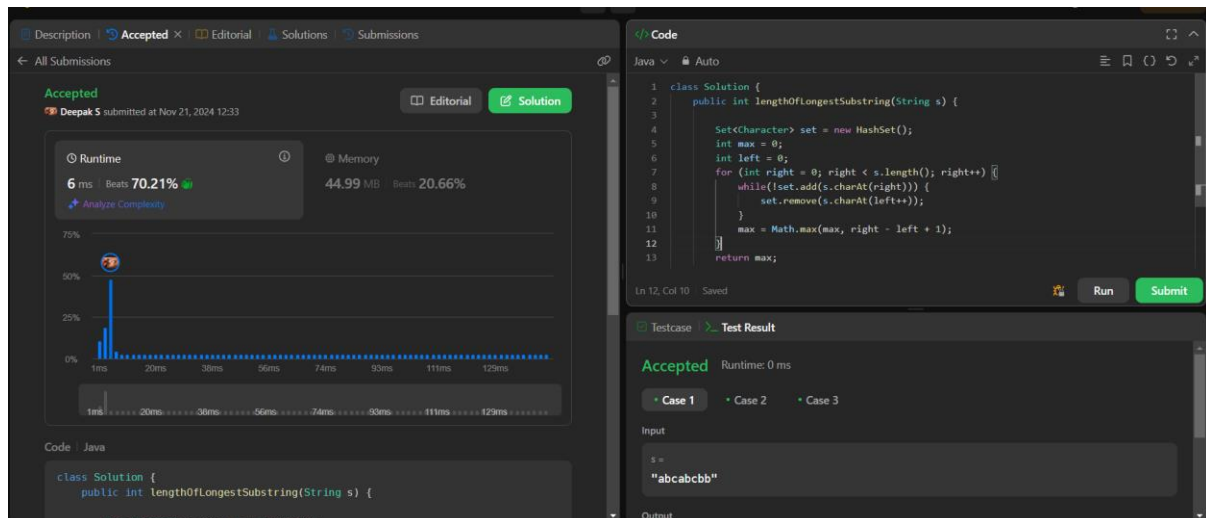 Description | Accepted × | Editorial | Solutions | Submissions
← All Submissions
Accepted
Deepak S submitted at Nov 21, 2024 12:33
Editorial
Solution
Runtime
6 ms | Beats 70.21%
Analyze Complexity
Memory
44.99 MB | Beats 20.66%
75%
50%
25%
0%
1ms 20ms 38ms 56ms 74ms 93ms 111ms 129ms
1ms 20ms 38ms 56ms 74ms 93ms 111ms 129ms
Code | Java
class Solution {
    public int lengthOfLongestSubstring(String s) {
</> Code
Java Auto
1 class Solution {
2     public int lengthOfLongestSubstring(String s) {
3
4         Set<Character> set = new HashSet();
5         int max = 0;
6         int left = 0;
7         for (int right = 0; right < s.length(); right++) {
8             while(!set.add(s.charAt(right))) {
9                 set.remove(s.charAt(left++));
10             }
11             max = Math.max(max, right - left + 1);
12         }
13         return max;
Ln 12, Col 10 | Saved
Run
Submit
Testcase | >_ Test Result
Accepted Runtime: 0 ms
• Case 1 • Case 2 • Case 3
Input
s =
"abcabcbb"
Output